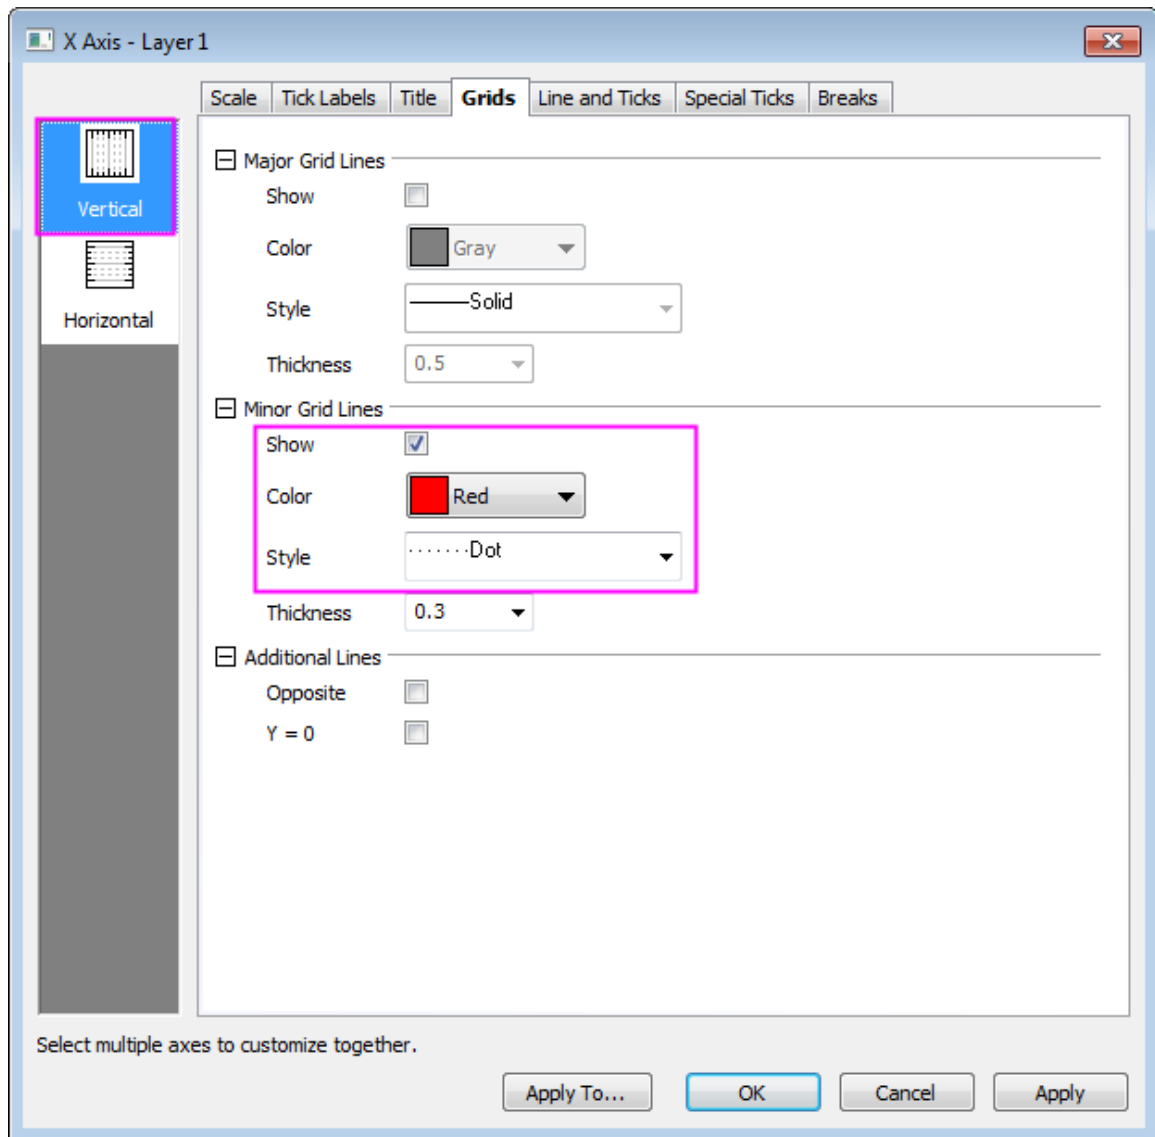 X Axis - Layer 1
Scale Tick Labels Title Grids Line and Ticks Special Ticks Breaks
Vertical
Horizontal
Major Grid Lines
Show
Color Gray
Style Solid
Thickness 0.5
Minor Grid Lines
Show
Color Red
Style Dot
Thickness 0.3
Additional Lines
Opposite
Y = 0
Select multiple axes to customize together.
Apply To... OK Cancel Apply